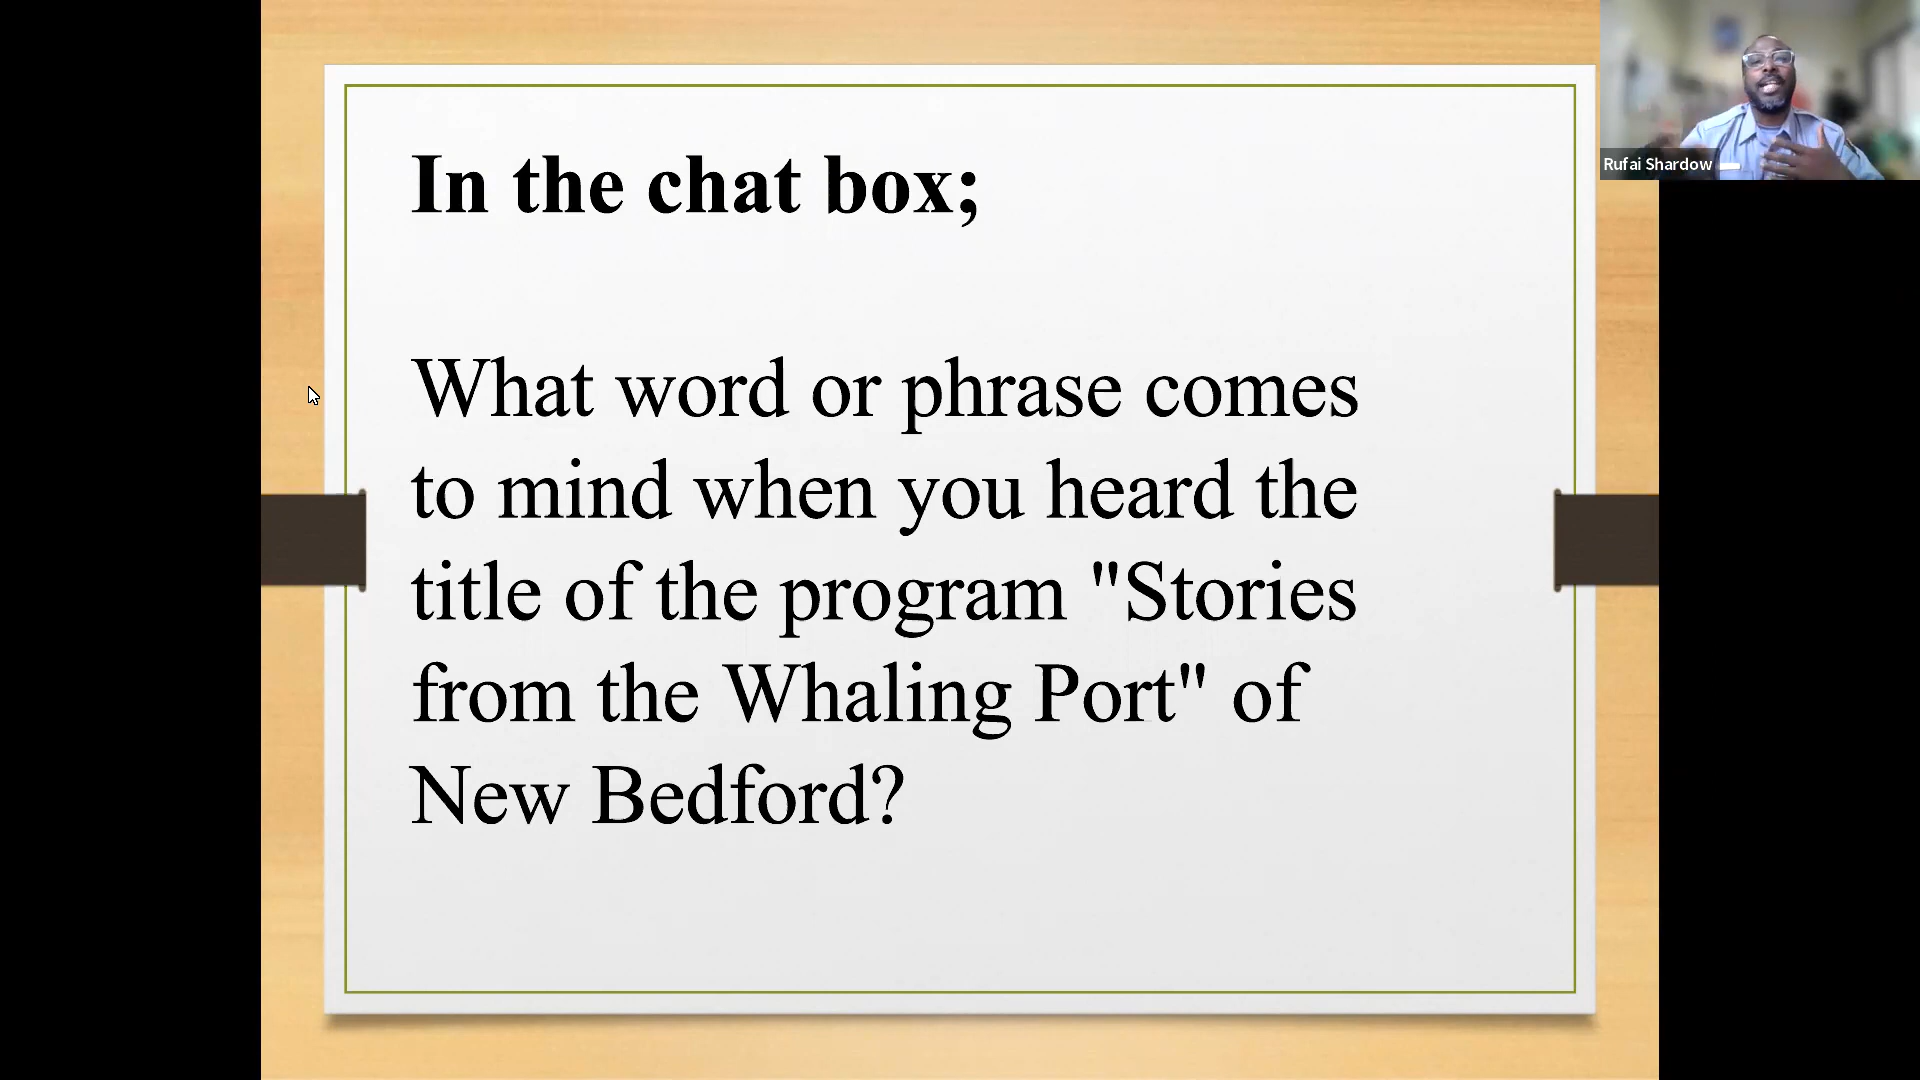 In the chat box;
What word or phrase comes
to mind when you heard the
title of the program "Stories
from the Whaling Port" of
New Bedford?
Rufai Shardow